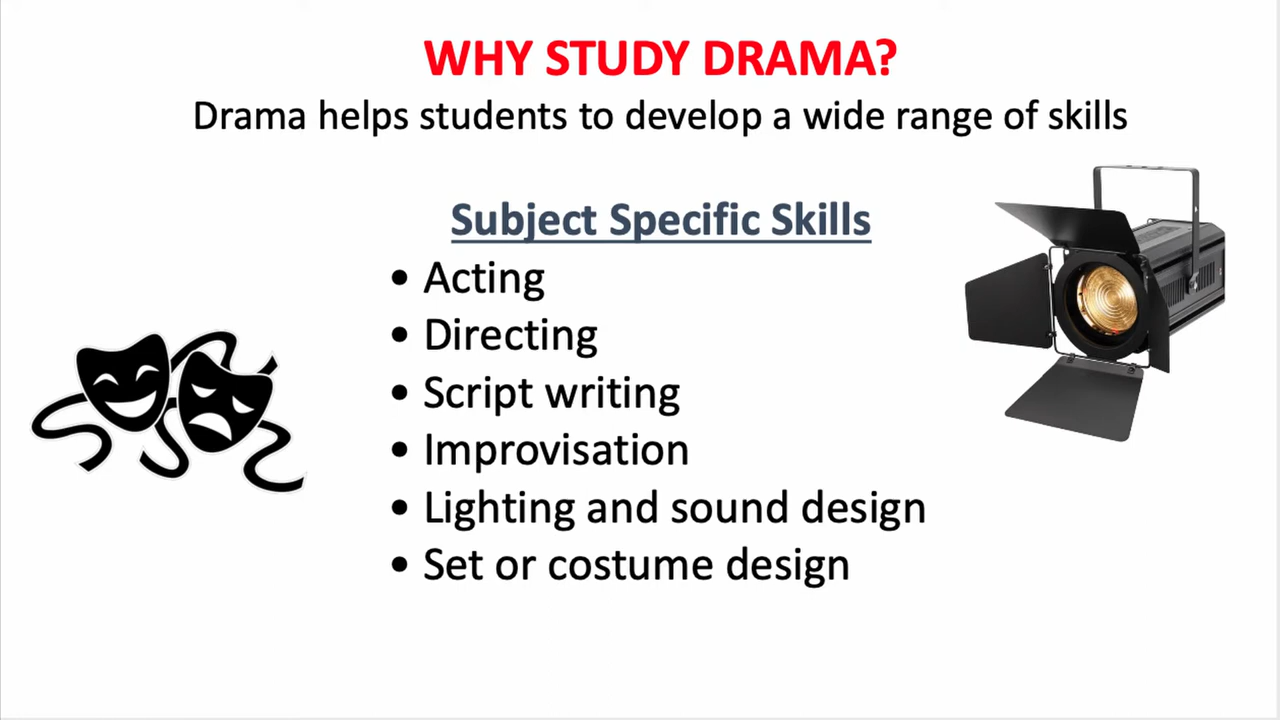 WHY STUDY DRAMA?
Drama helps students to develop a wide range of skills
Subject Specific Skills
• Acting
• Directing
• Script writing
• Improvisation
• Lighting and sound design
• Set or costume design